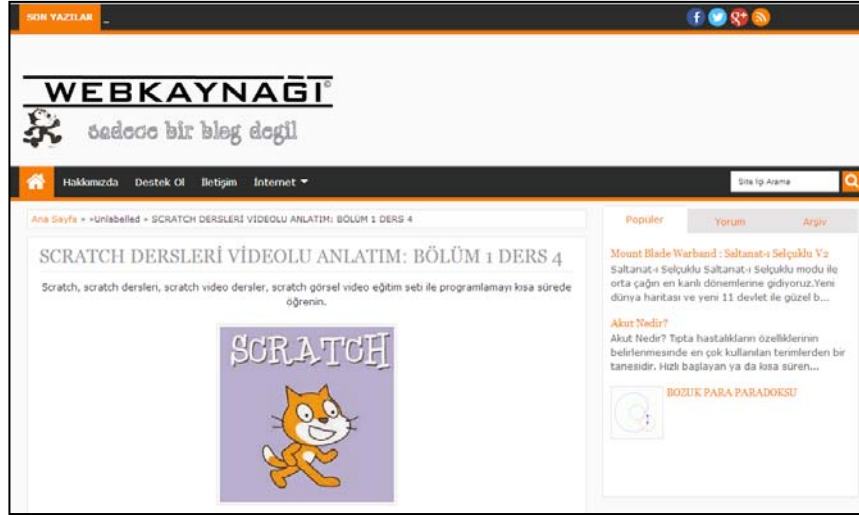 SON YAZILAR _
WEBKAYNAGI©
sadece bir blog degil
Hakkımızda Destek Ol İletişim İnternet
Site İçi Arama
Ana Sayfa » »Unlabelled » SCRATCH DERSLERİ VİDEOLU ANLATIM: BÖLÜM 1 DERS 4
SCRATCH DERSLERİ VİDEOLU ANLATIM: BÖLÜM 1 DERS 4
Scratch, scratch dersleri, scratch video dersler, scratch görsel video eğitim seti ile programlamayı kısa sürede
öğrenin.
SCRATCH
Populer Yorum Arşiv
Mount Blade Warband : Saltanat-ı Selçuklu V2
Saltanat-ı Selçuklu Saltanat-ı Selçuklu modu ile
orta çağın en kanlı dönemlerine gidiyoruz.Yeni
dünya haritası ve yeni 11 devlet ile güzel b...
Akut Nedir?
Akut Nedir? Tıpta hastalıkların özelliklerinin
belirlenmesinde en çok kullanılan terimlerden bir
tanesidir. Hızlı başlayan ya da kısa süren...
BOZUK PARA PARADOKSU